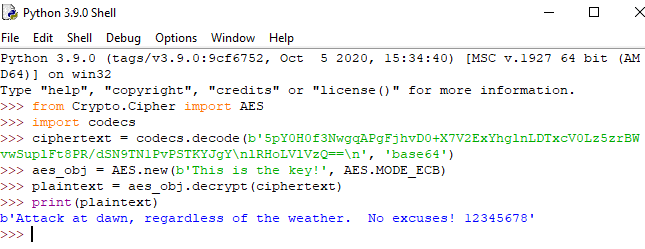 Python 3.9.0 Shell
File Edit Shell Debug Options Window Help
Python 3.9.0 (tags/v3.9.0:9cf6752, Oct  5 2020, 15:34:40) [MSC v.1927 64 bit (AM
D64)] on win32
Type "help", "copyright", "credits" or "license()" for more information.
>>> from Crypto.Cipher import AES
>>> import codecs
>>> ciphertext = codecs.decode(b'5pY0H0f3NwgqAPgFjhvD0+X7V2ExYhglnLDTxcV0Lz5zrBW
vwSuplFt8PR/dSN9TN1PvPSTKYJgY\nlRHoLVlVzQ==\n', 'base64')
>>> aes_obj = AES.new(b'This is the key!', AES.MODE_ECB)
>>> plaintext = aes_obj.decrypt(ciphertext)
>>> print(plaintext)
b'Attack at dawn, regardless of the weather.  No excuses! 12345678'
>>>